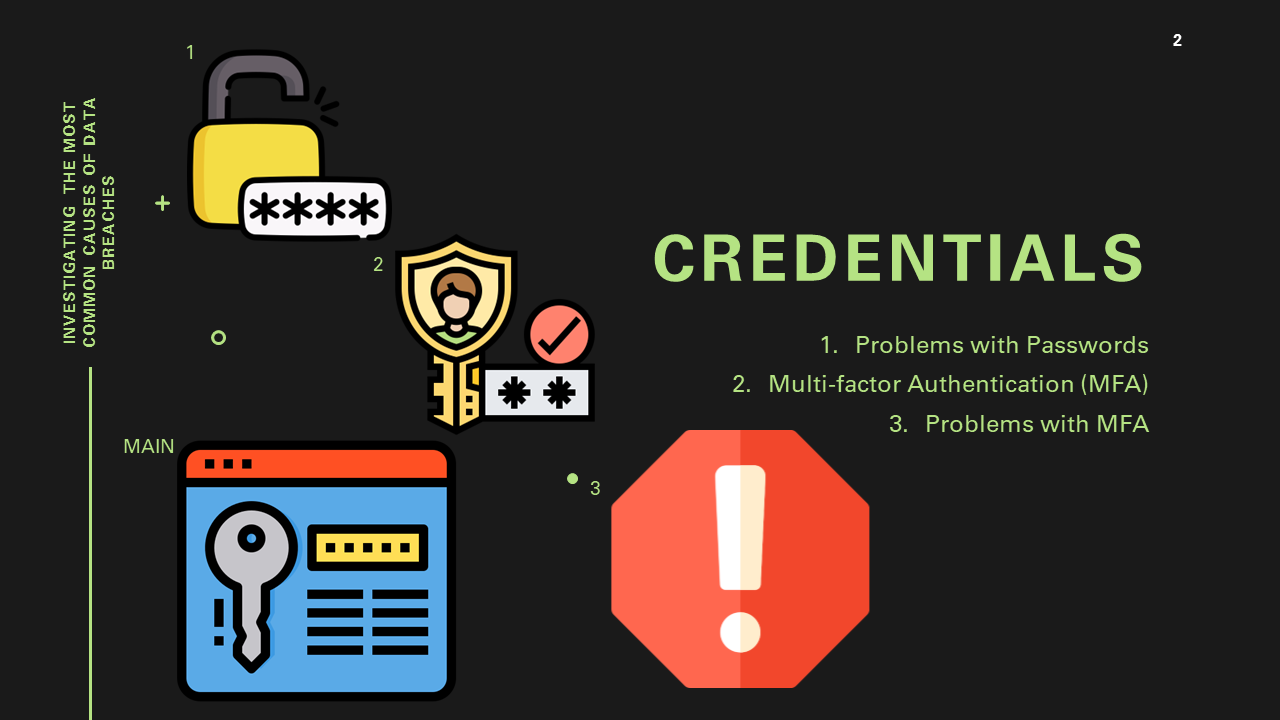 2
INVESTIGATING THE MOST
COMMON CAUSES OF DATA
BREACHES
1
****
2
**
CREDENTIALS
1. Problems with Passwords
2. Multi-factor Authentication (MFA)
3. Problems with MFA
MAIN
3